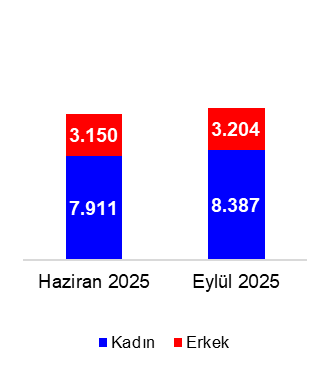 3.150 3.204
7.911 8.387
Haziran 2025 Eylül 2025
Kadın Erkek